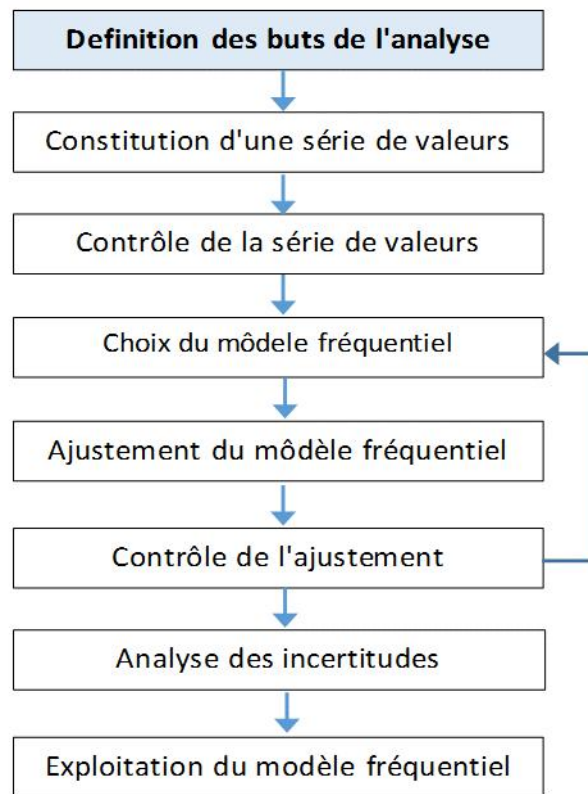 Definition des buts de l'analyse
Constitution d'une série de valeurs
Contrôle de la série de valeurs
Choix du môdele fréquentiel
Ajustement du môdèle fréquentiel
Contrôle de l'ajustement
Analyse des incertitudes
Exploitation du modèle fréquentiel